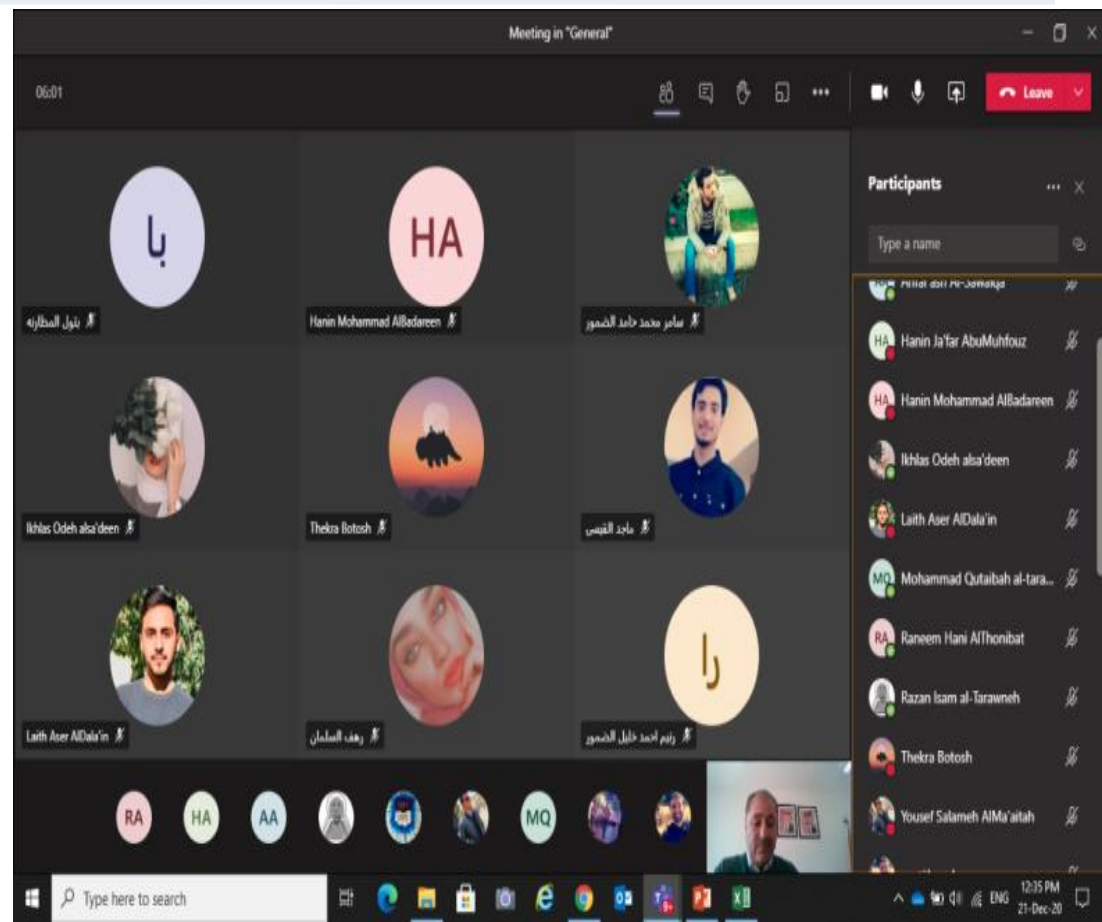 Meeting in "General"
06:01
Leave
با
بتول المطارنه
HA
Hanin Mohammad AlBadareen
سامر محمد حامد الضمور
Ikhlas Odeh alsa'deen
Thekra Botosh
ماجد القيسي
Laith Aser AlDala'in
رهف السلمان
را
رنيم احمد خليل الضمور
RA
HA
AA
MQ
Participants
Type a name
HA Hanin Ja'far AbuMuhfouz
HA Hanin Mohammad AlBadareen
Ikhlas Odeh alsa'deen
Laith Aser AlDala'in
MQ Mohammad Qutaibah al-tara...
RA Raneem Hani AlThonibat
Razan Isam al-Tarawneh
Thekra Botosh
Yousef Salameh AlMa'aitah
Type here to search
9+
ENG
12:35 PM
21-Dec-20